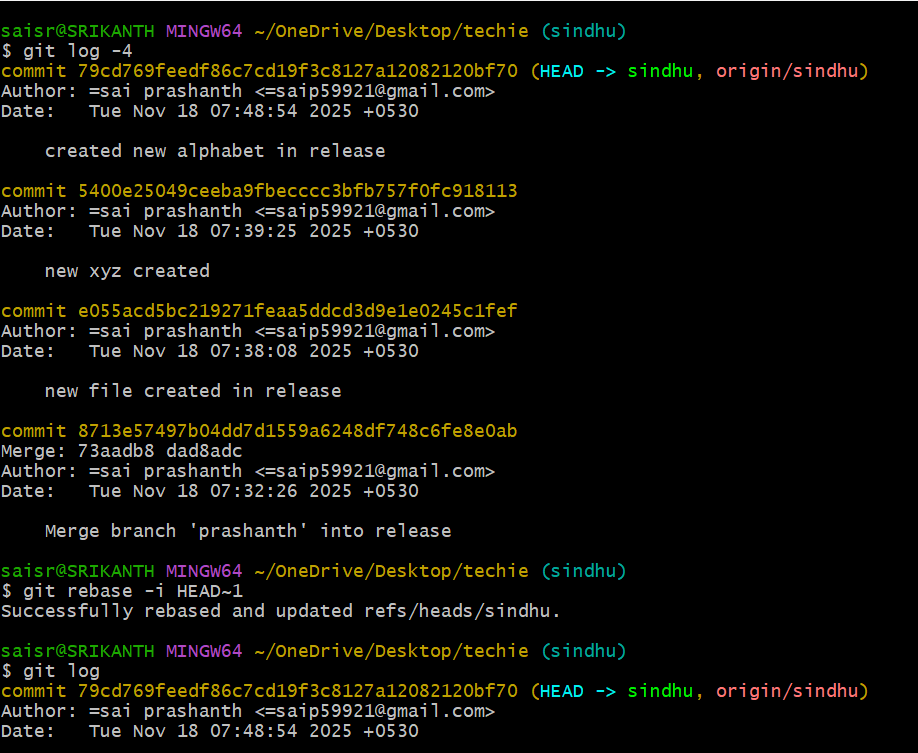 saisr@SRIKANTH MINGW64 ~/OneDrive/Desktop/techie (sindhu)
$ git log -4
commit 79cd769feedf86c7cd19f3c8127a12082120bf70 (HEAD -> sindhu, origin/sindhu)
Author: =sai prashanth <=saip59921@gmail.com>
Date:   Tue Nov 18 07:48:54 2025 +0530

    created new alphabet in release

commit 5400e25049ceeba9fbecccc3bfb757f0fc918113
Author: =sai prashanth <=saip59921@gmail.com>
Date:   Tue Nov 18 07:39:25 2025 +0530

    new xyz created

commit e055acd5bc219271feaa5ddcd3d9e1e0245c1fef
Author: =sai prashanth <=saip59921@gmail.com>
Date:   Tue Nov 18 07:38:08 2025 +0530

    new file created in release

commit 8713e57497b04dd7d1559a6248df748c6fe8e0ab
Merge: 73aadb8 dad8adc
Author: =sai prashanth <=saip59921@gmail.com>
Date:   Tue Nov 18 07:32:26 2025 +0530

    Merge branch 'prashanth' into release

saisr@SRIKANTH MINGW64 ~/OneDrive/Desktop/techie (sindhu)
$ git rebase -i HEAD~1
Successfully rebased and updated refs/heads/sindhu.

saisr@SRIKANTH MINGW64 ~/OneDrive/Desktop/techie (sindhu)
$ git log
commit 79cd769feedf86c7cd19f3c8127a12082120bf70 (HEAD -> sindhu, origin/sindhu)
Author: =sai prashanth <=saip59921@gmail.com>
Date:   Tue Nov 18 07:48:54 2025 +0530